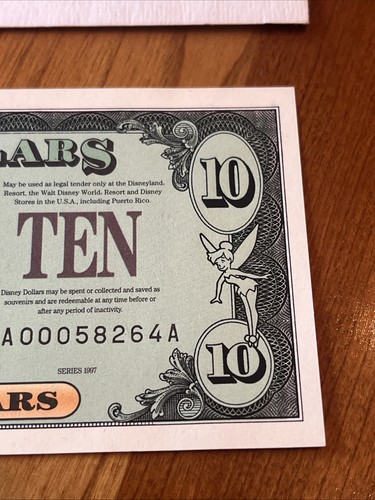 LARS
May be used as legal tender only at the Disneyland.
Resort, the Walt Disney World. Resort and Disney
Stores in the U.S.A., including Puerto Rico.
10
TEN
Disney Dollars may be spent or collected and saved as
souvenirs and are redeemable at any time before or
after any period of inactivity.
A00058264A
10
SERIES 1997
ARS